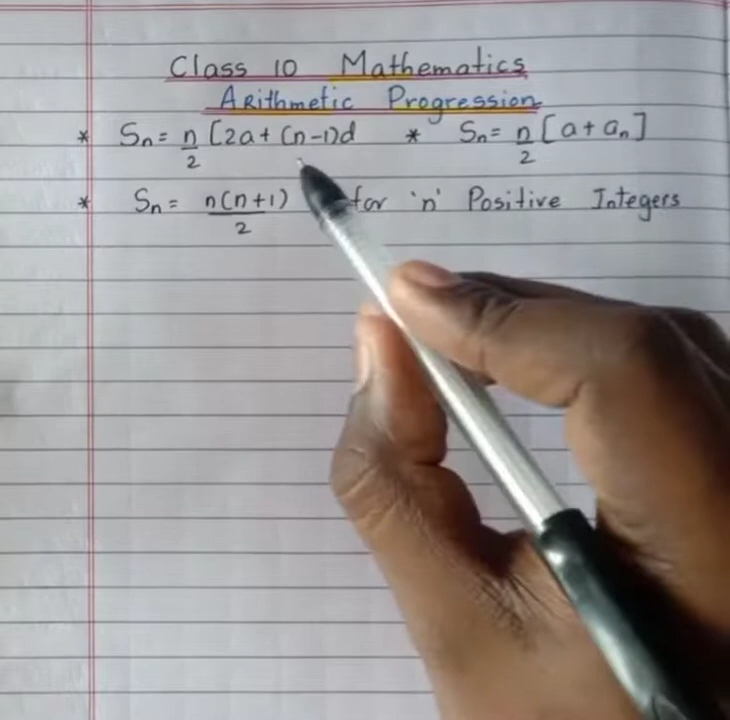 Class 10 Mathematics
Arithmetic Progression
* Sn = n/2 [2a + (n-1)d * Sn = n/2 [a + an]
* Sn = n(n+1)/2 for 'n' Positive Integers